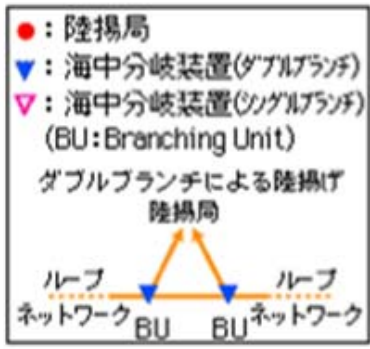 ●：陸揚局
▼：海中分岐装置(ﾀﾞﾌﾞﾙﾌﾞﾗﾝﾁ)
▽：海中分岐装置(ｼﾝｸﾞﾙﾌﾞﾗﾝﾁ)
(BU:Branching Unit)
ダブルブランチによる陸揚げ
陸揚局
ループ
ネットワーク
BU
BU
ループ
ネットワーク